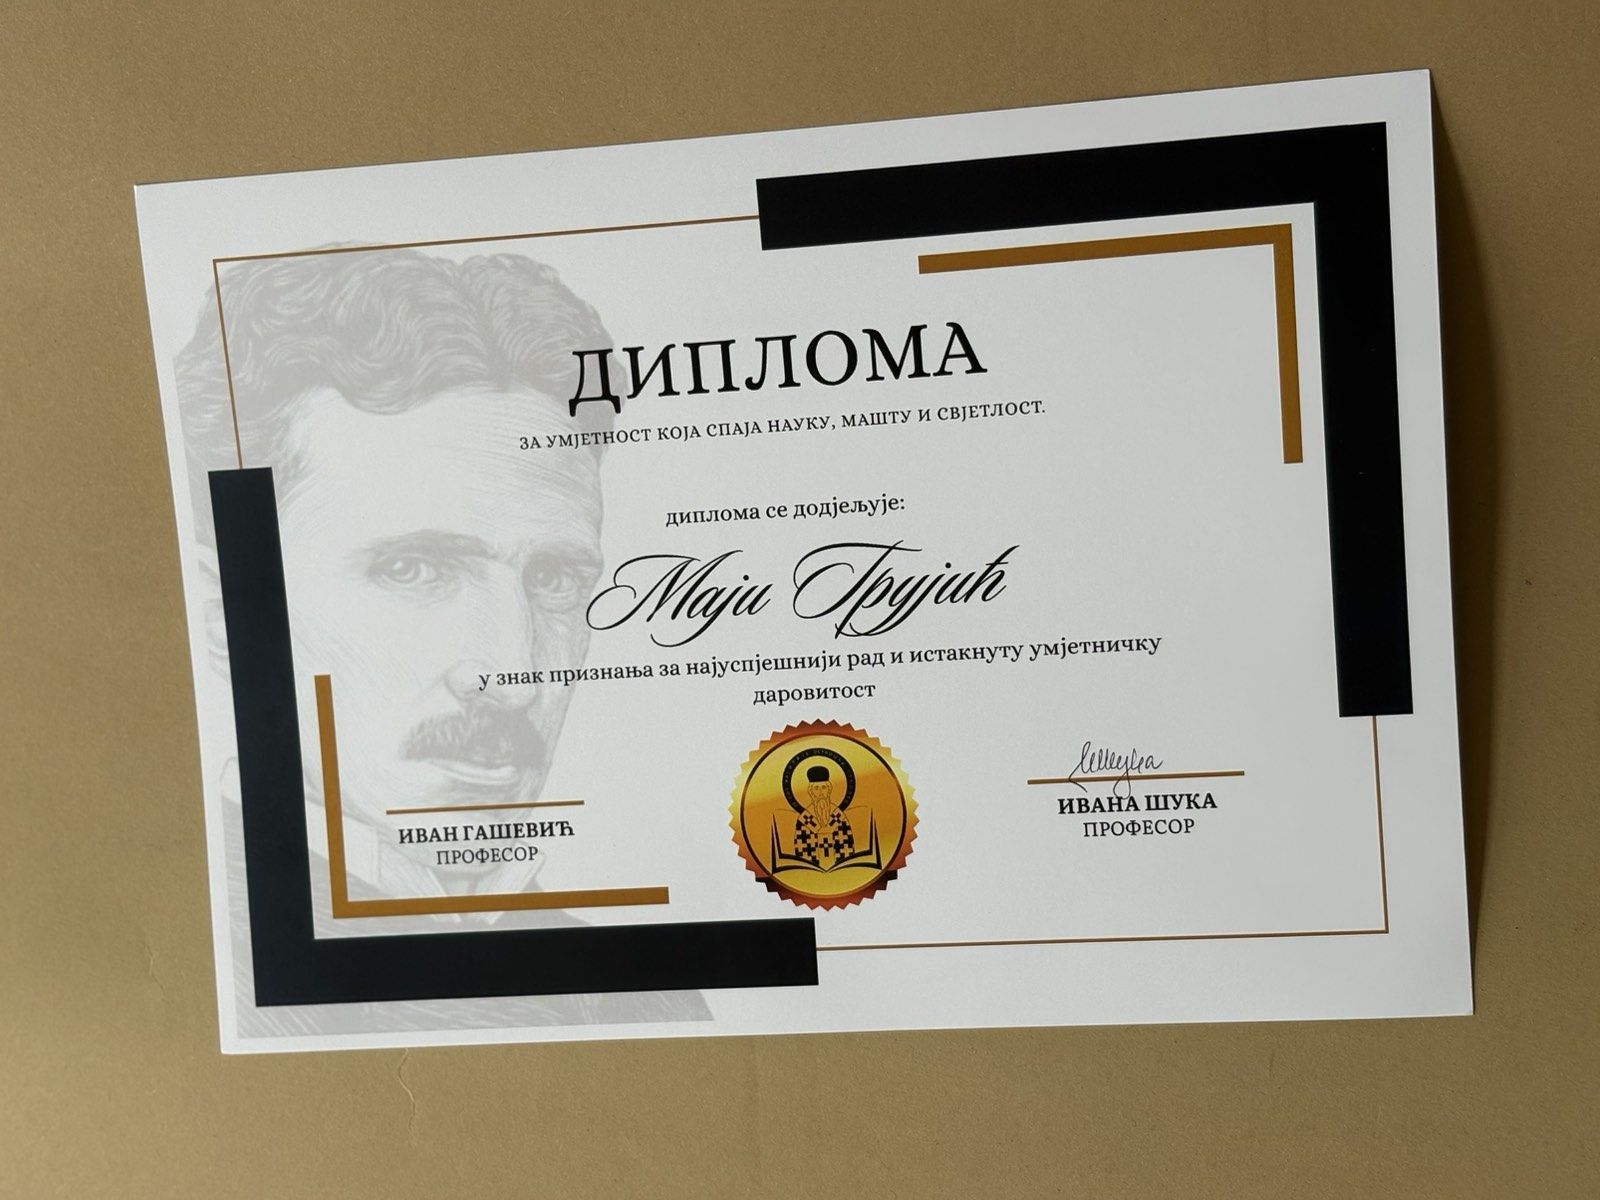 ДИПЛОМА
ЗА УМЈЕТНОСТ КОЈА СПАЈА НАУКУ, МАШТУ И СВЈЕТЛОСТ.
диплома се додјељује:
Маји Грујић
у знак признања за најуспјешнији рад и истакнуту умјетничку
даровитост
ИВАН ГАШЕВИЋ
ПРОФЕСОР
ИВАНА ШУКА
ПРОФЕСОР